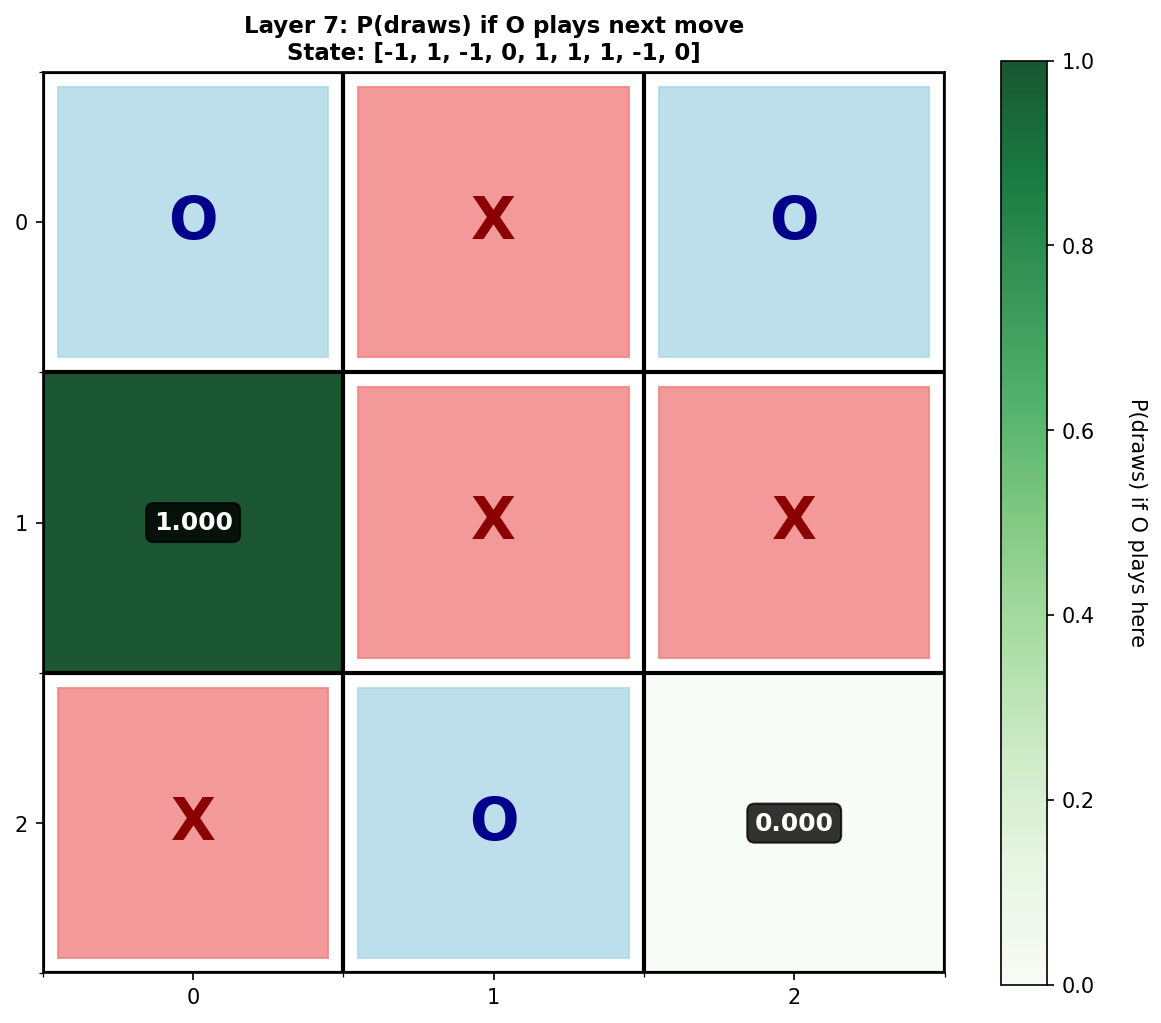 Layer 7: P(draws) if O plays next move
State: [-1, 1, -1, 0, 1, 1, 1, -1, 0]
O X O
1.000 X X
X O 0.000
0
1
2
0 1 2
1.0
0.8
0.6
0.4
0.2
0.0
P(draws) if O plays here